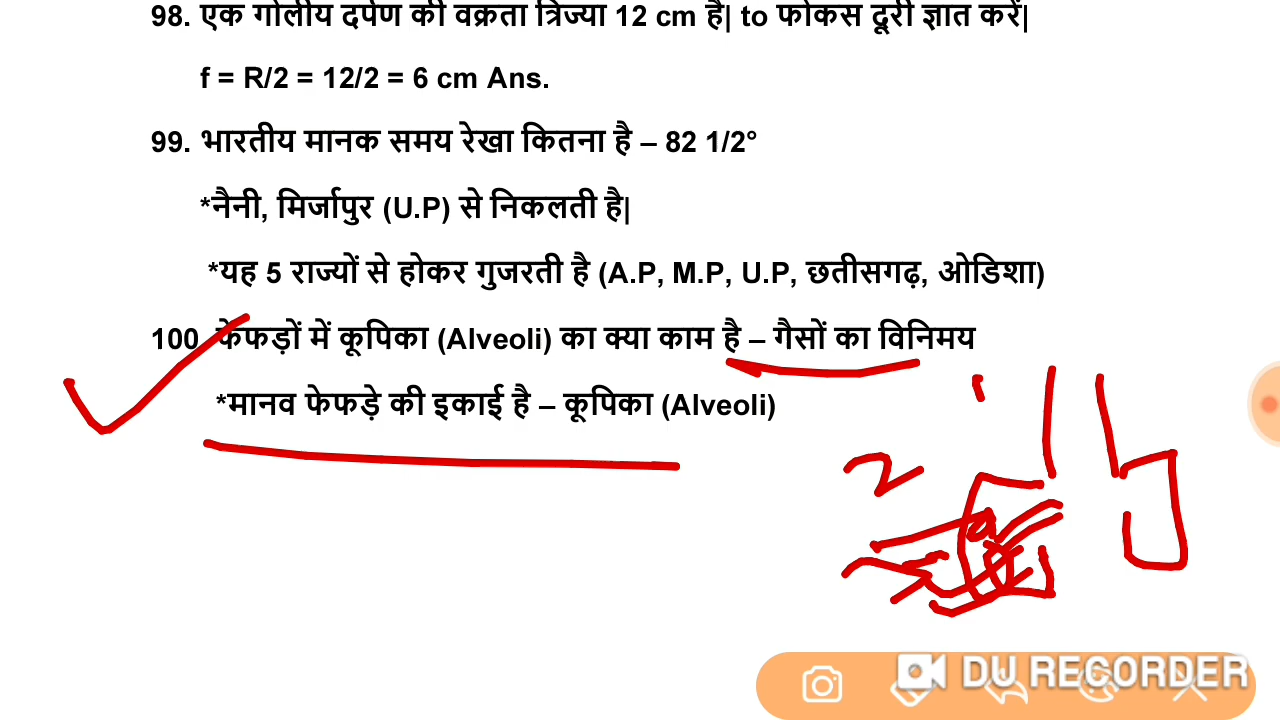 98. एक गोलीय दर्पण की वक्रता त्रिज्या 12 cm है| to फोकस दूरी ज्ञात करें|
f = R/2 = 12/2 = 6 cm Ans.
99. भारतीय मानक समय रेखा कितना है – 82 1/2°
*नैनी, मिर्जापुर (U.P) से निकलती है|
*यह 5 राज्यों से होकर गुजरती है (A.P, M.P, U.P, छतीसगढ़, ओडिशा)
100. फेफड़ों में कूपिका (Alveoli) का क्या काम है – गैसों का विनिमय
*मानव फेफड़े की इकाई है – कूपिका (Alveoli)
DU RECORDER